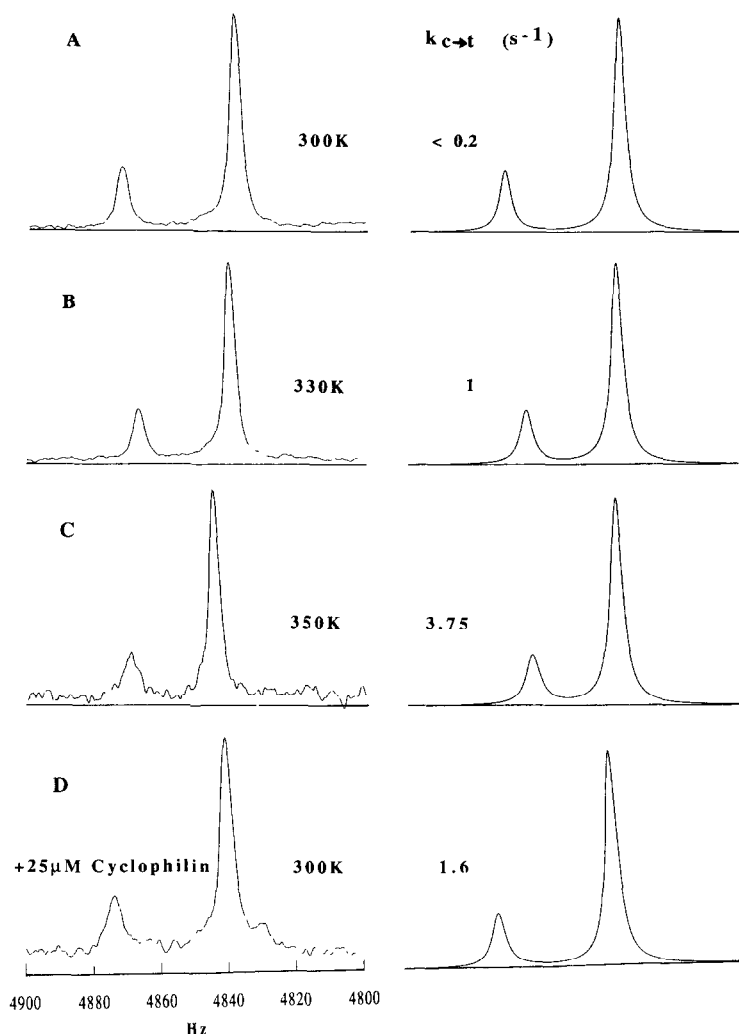 A
k c→t (s-1)
300K
< 0.2
B
330K
1
C
350K
3.75
D
+25μM Cyclophilin
300K
1.6
4900 4880 4860 4840 4820 4800
Hz